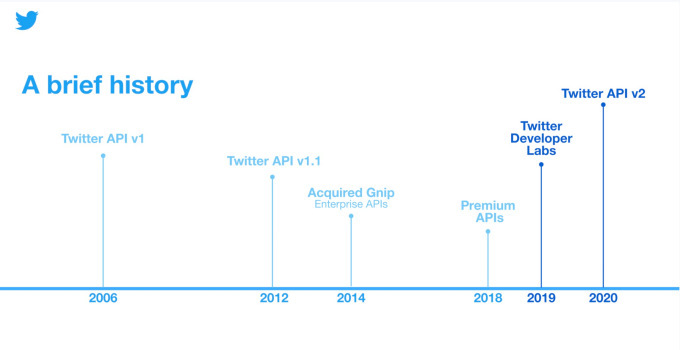 A brief history
Twitter API v1
Twitter API v1.1
Acquired Gnip
Enterprise APIs
Premium
APIs
Twitter
Developer
Labs
Twitter API v2
2006
2012
2014
2018
2019
2020